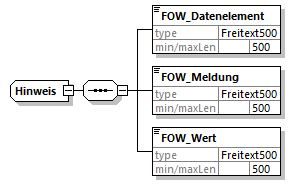 FOW_Datenelement
type Freitext500
min/maxLen 500
Hinweis
FOW_Meldung
type Freitext500
min/maxLen 500
FOW_Wert
type Freitext500
min/maxLen 500